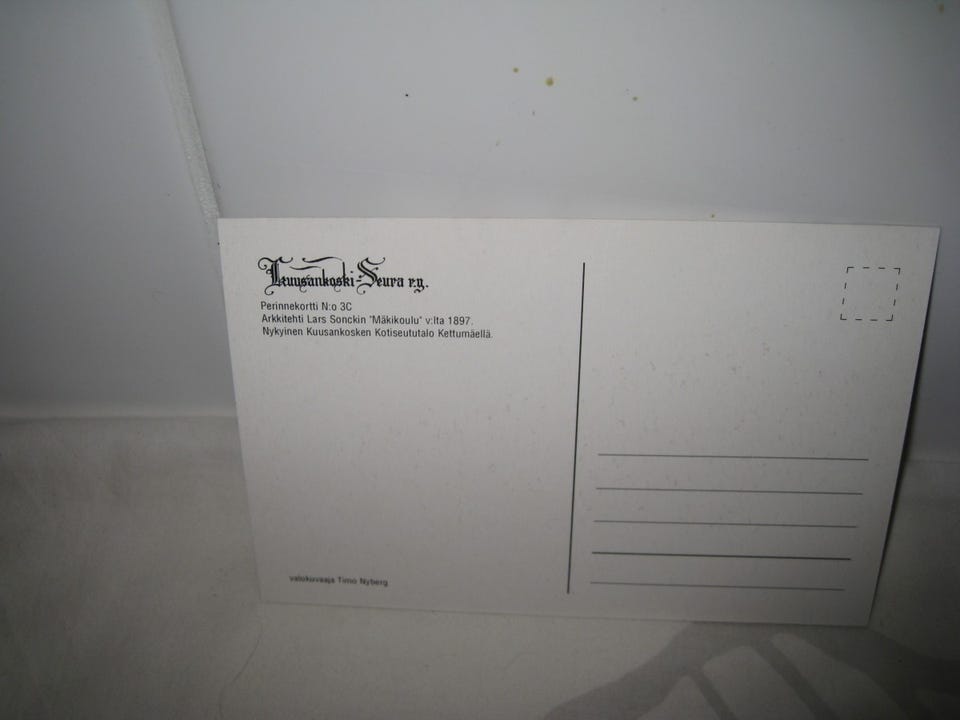 Kuusankoski-Seura r.y.
Perinnekortti N:o 3C
Arkkitehti Lars Sonckin "Mäkikoulu" v:lta 1897.
Nykyinen Kuusankosken Kotiseututalo Kettumäellä.
valokuvaaja Timo Nyberg